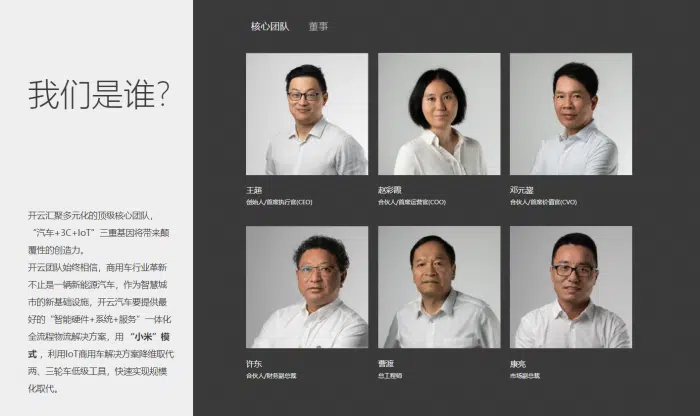 我们是谁?
开云汇聚多元化的顶级核心团队,
“汽车+3C+IoT”三重基因将带来颠
覆性的创造力。
开云团队始终相信, 商用车行业革新
不止是一辆新能源汽车, 作为智慧城
市的新基础设施, 开云汽车要提供最
好的“智能硬件+系统+服务”一体化
全流程物流解决方案, 用“小米”模
式, 利用IoT商用车解决方案降维取代
两、三轮车低级工具, 快速实现规模
化取代。
核心团队 董事
王超 赵彩霞 邓元鋆
创始人/首席执行官(CEO) 合伙人/首席运营官(COO) 合伙人/首席价值官(CVO)
许东 曹渡 康亮
合伙人/财务副总裁 总工程师 市场副总裁